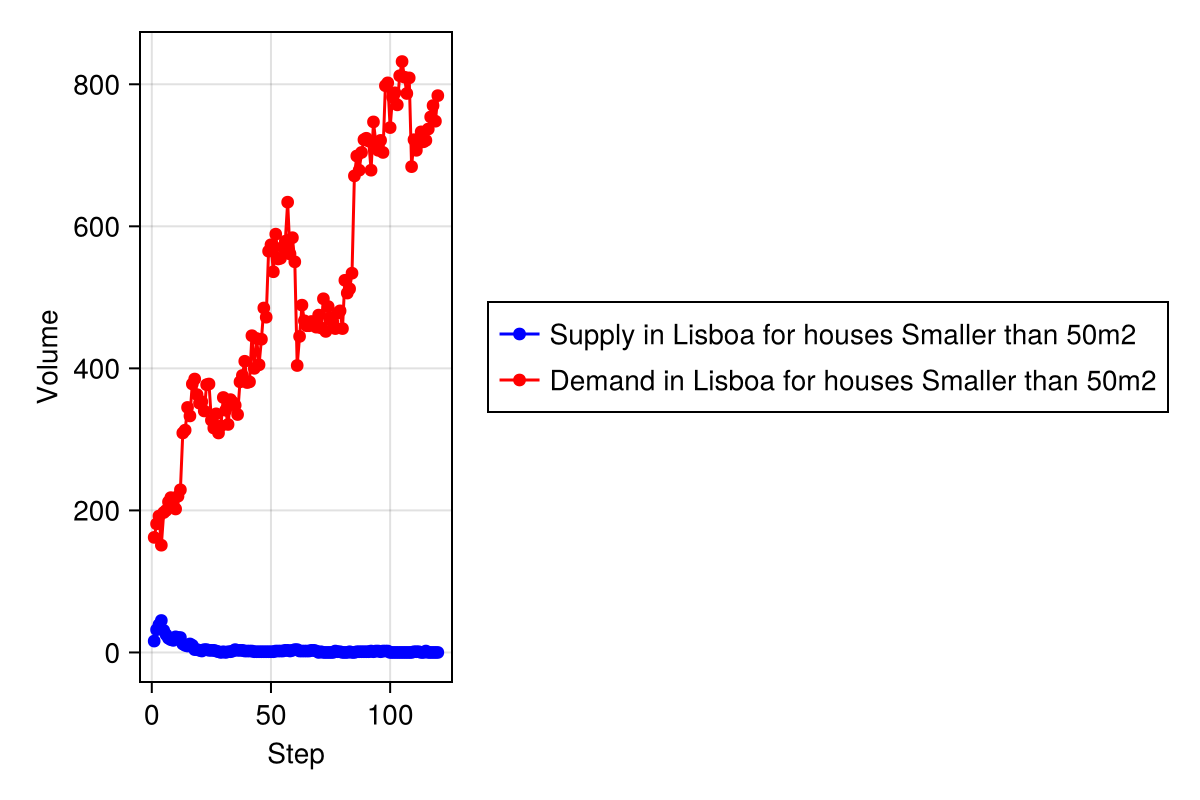 800
600
400
200
0
Volume
0 50 100
Step
Supply in Lisboa for houses Smaller than 50m2
Demand in Lisboa for houses Smaller than 50m2